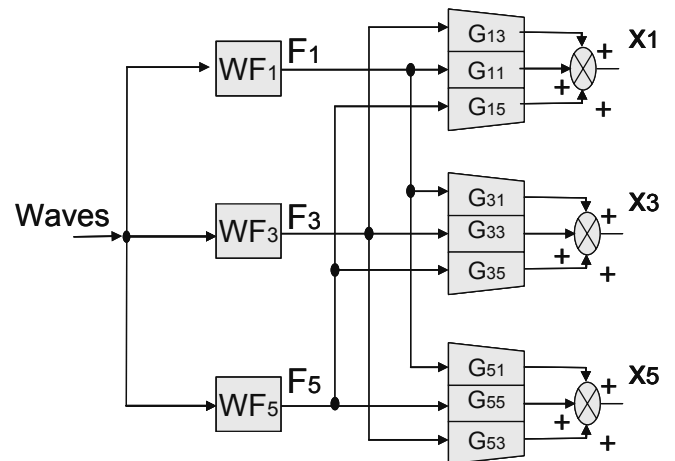 WF1
F1
G13
G11
G15
+
+
+
X1
Waves
WF3
F3
G31
G33
G35
+
+
+
X3
WF5
F5
G51
G55
G53
+
+
+
X5